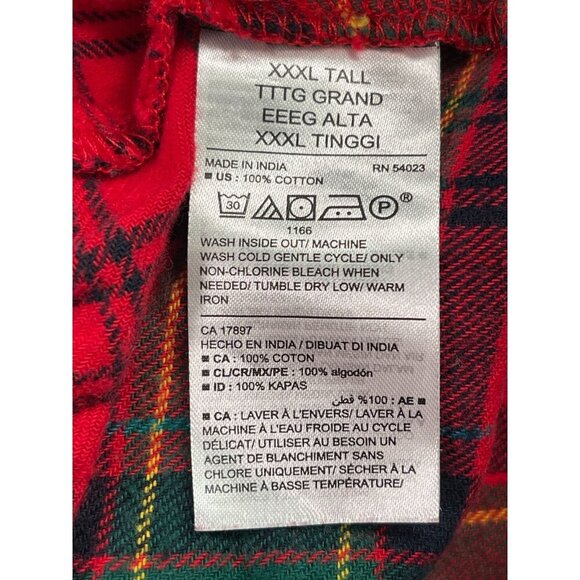 XXXL TALL
TTTG GRAND
EEEG ALTA
XXXL TINGGI
MADE IN INDIA RN 54023
■ US : 100% COTTON
30 P ®
1166
WASH INSIDE OUT/ MACHINE
WASH COLD GENTLE CYCLE/ ONLY
NON-CHLORINE BLEACH WHEN
NEEDED/ TUMBLE DRY LOW/ WARM
IRON
CA 17897
HECHO EN INDIA / DIBUAT DI INDIA
■ CA : 100% COTON
■ CL/CR/MX/PE : 100% algodón
■ ID : 100% KAPAS
■ AE : 100% قطن
■ CA : LAVER À L'ENVERS/ LAVER À LA
MACHINE À L'EAU FROIDE AU CYCLE
DÉLICAT/ UTILISER AU BESOIN UN
AGENT DE BLANCHIMENT SANS
CHLORE UNIQUEMENT/ SÉCHER À LA
MACHINE À BASSE TEMPÉRATURE/